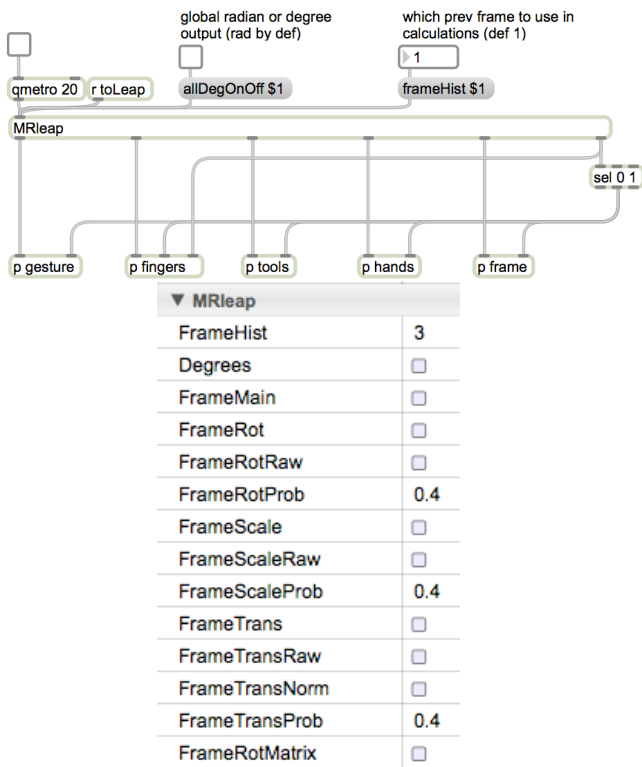 global radian or degree
output (rad by def)
which prev frame to use in
calculations (def 1)
1
qmetro 20
r toLeap
allDegOnOff $1
frameHist $1
MRleap
sel 0 1
p gesture
p fingers
p tools
p hands
p frame
▼ MRleap
FrameHist 3
Degrees
FrameMain
FrameRot
FrameRotRaw
FrameRotProb 0.4
FrameScale
FrameScaleRaw
FrameScaleProb 0.4
FrameTrans
FrameTransRaw
FrameTransNorm
FrameTransProb 0.4
FrameRotMatrix